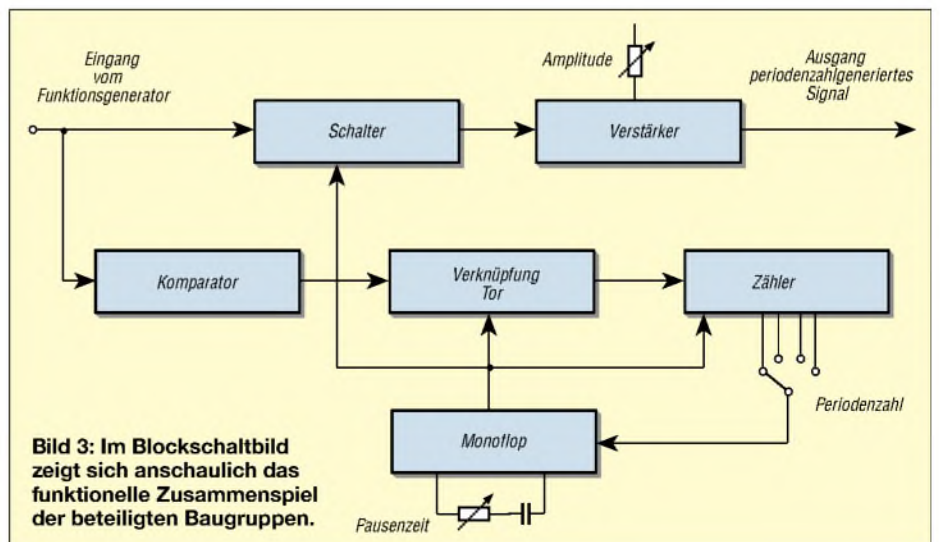 Eingang
vom
Funktionsgenerator
Amplitude
Ausgang
periodenzahlgeneriertes
Signal
Schalter
Verstärker
Komparator
Verknüpfung
Tor
Zähler
Periodenzahl
Monoflop
Pausenzeit
Bild 3: Im Blockschaltbild
zeigt sich anschaulich das
funktionelle Zusammenspiel
der beteiligten Baugruppen.